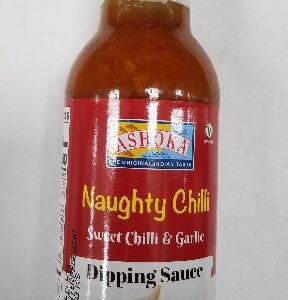 ASHOKA
THE ORIGINAL INDIAN TASTE
Naughty Chilli
Sweet Chilli & Garlic
Dipping Sauce